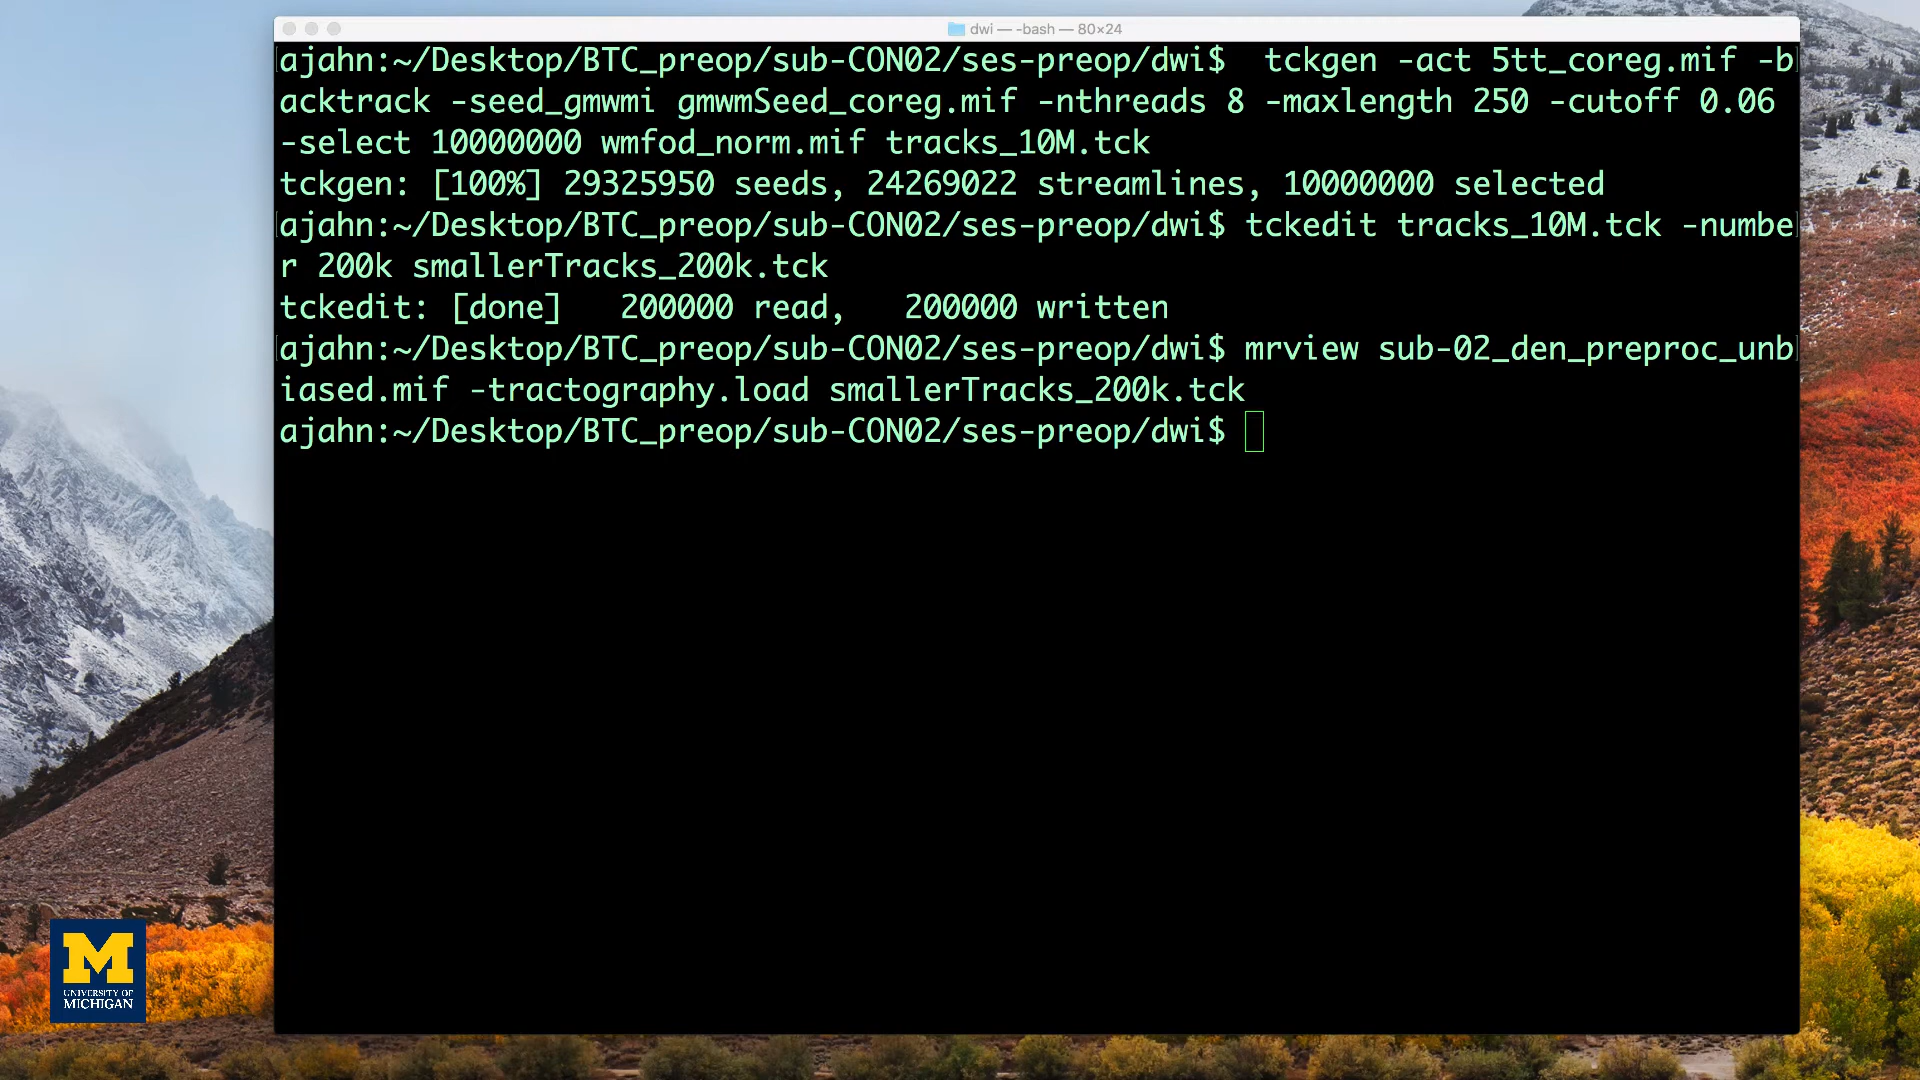 dwi — -bash — 80×24
ajahn:~/Desktop/BTC_preop/sub-CON02/ses-preop/dwi$  tckgen -act 5tt_coreg.mif -b
acktrack -seed_gmwmi gmwmSeed_coreg.mif -nthreads 8 -maxlength 250 -cutoff 0.06
-select 10000000 wmfod_norm.mif tracks_10M.tck
tckgen: [100%] 29325950 seeds, 24269022 streamlines, 10000000 selected
ajahn:~/Desktop/BTC_preop/sub-CON02/ses-preop/dwi$ tckedit tracks_10M.tck -numbe
r 200k smallerTracks_200k.tck
tckedit: [done]   200000 read,   200000 written
ajahn:~/Desktop/BTC_preop/sub-CON02/ses-preop/dwi$ mrview sub-02_den_preproc_unb
iased.mif -tractography.load smallerTracks_200k.tck
ajahn:~/Desktop/BTC_preop/sub-CON02/ses-preop/dwi$
M
UNIVERSITY OF
MICHIGAN